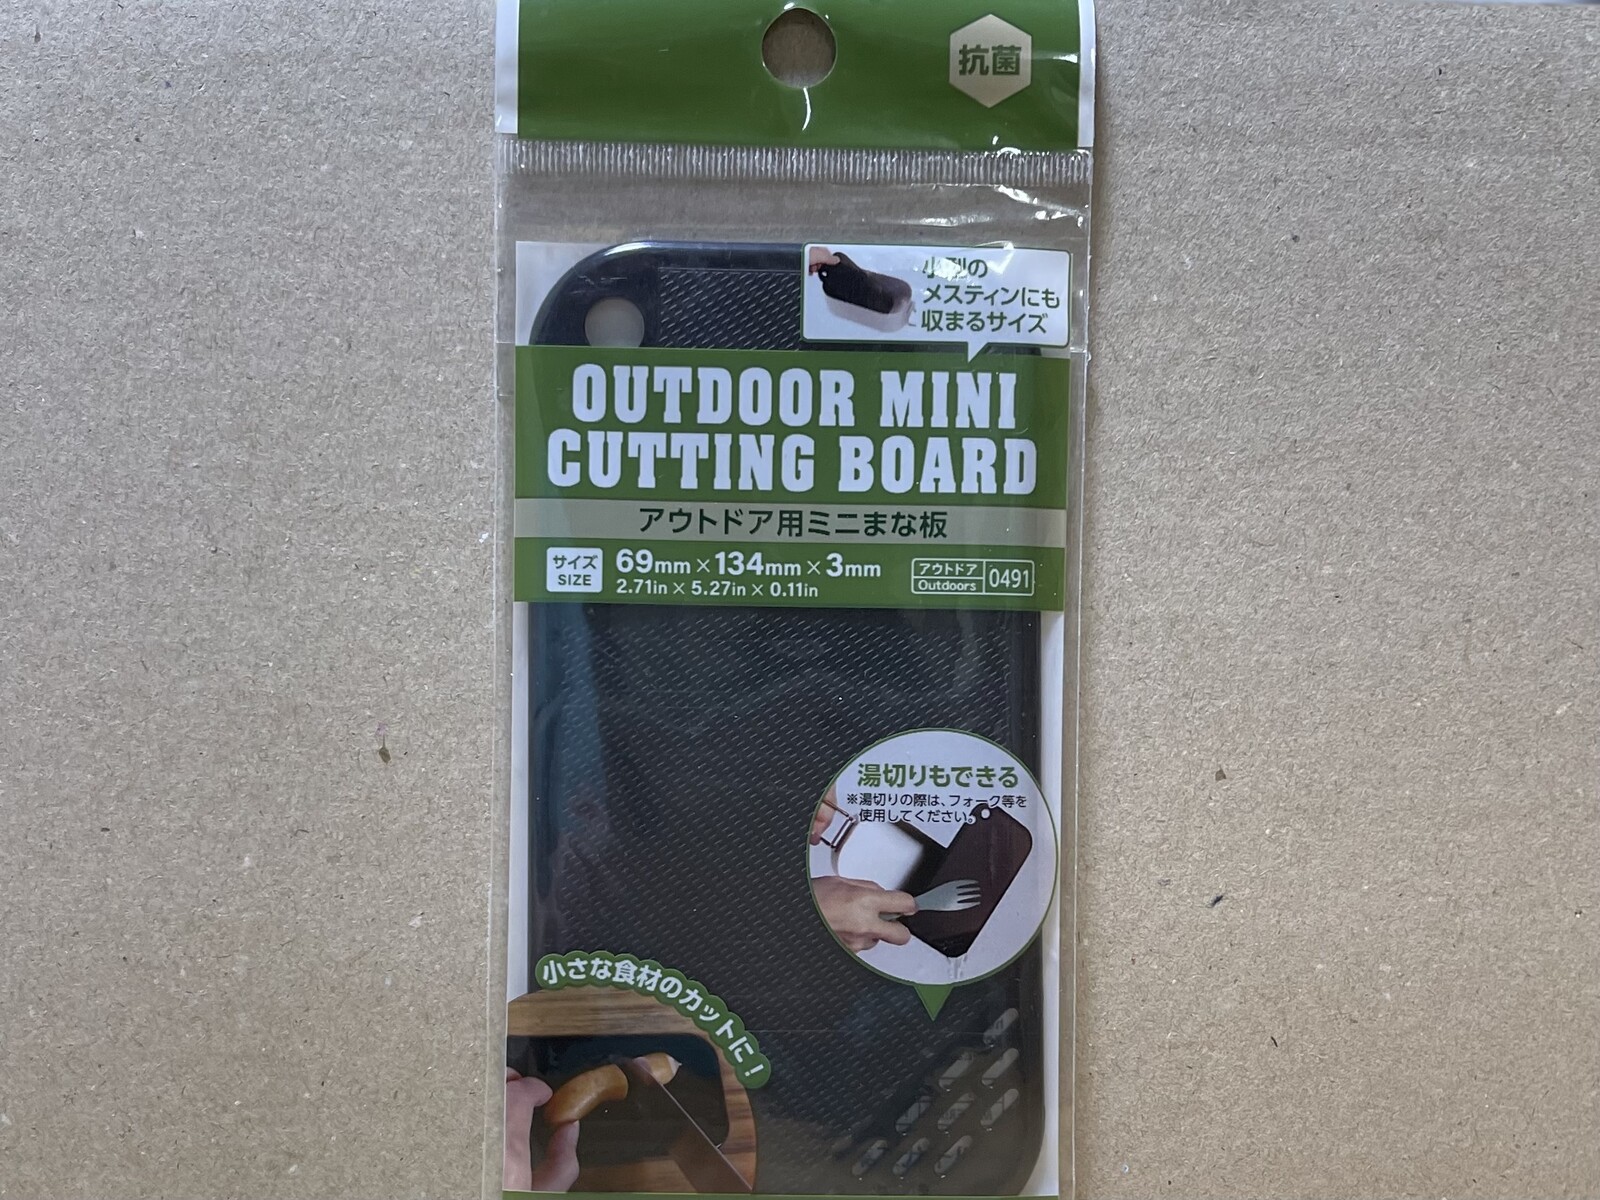 抗菌
小型の
メスティンにも
収まるサイズ
OUTDOOR MINI
CUTTING BOARD
アウトドア用ミニまな板
サイズ
SIZE
69mm×134mm×3mm
2.71in×5.27in×0.11in
アウトドア
Outdoors
0491
湯切りもできる
※湯切りの際は、フォーク等を
使用してください。
小さな食材のカットに！